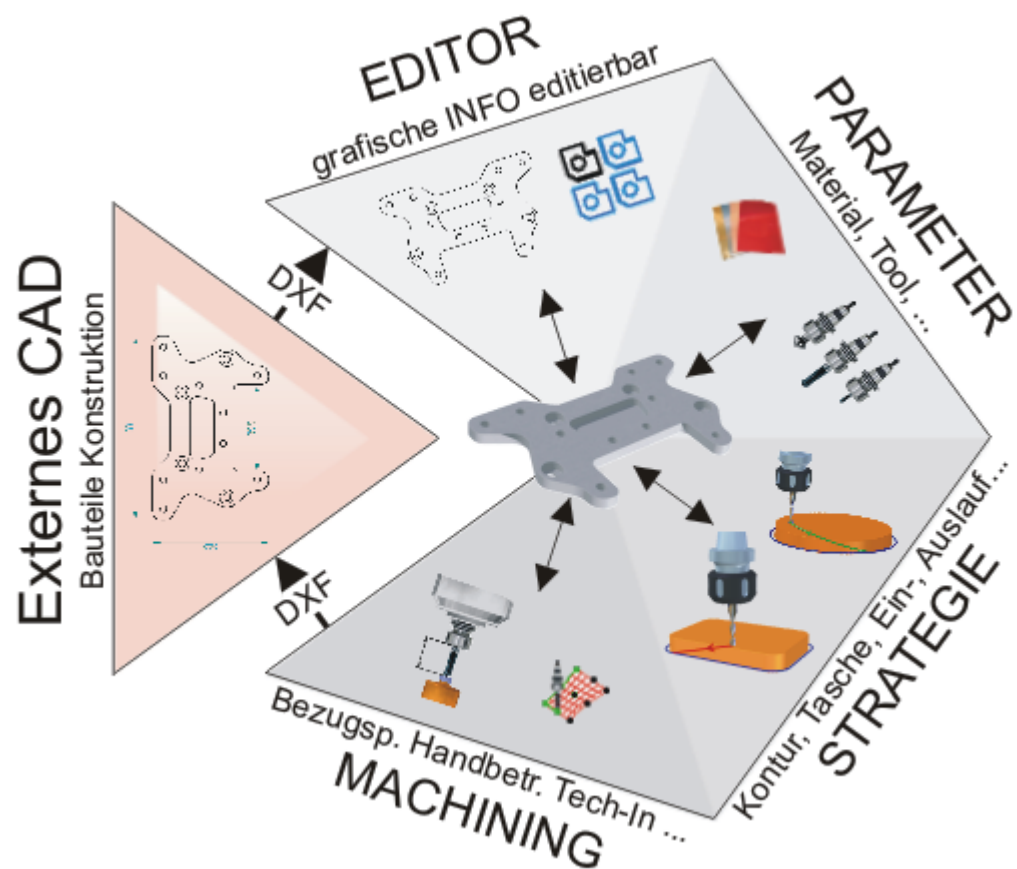 EDITOR
grafische INFO editierbar
PARAMETER
Material, Tool, ...
Externes CAD
Bauteile Konstruktion
DXF
DXF
Kontur, Tasche, Ein-, Auslauf...
STRATEGIE
Bezugsp. Handbetr. Tech-In ...
MACHINING